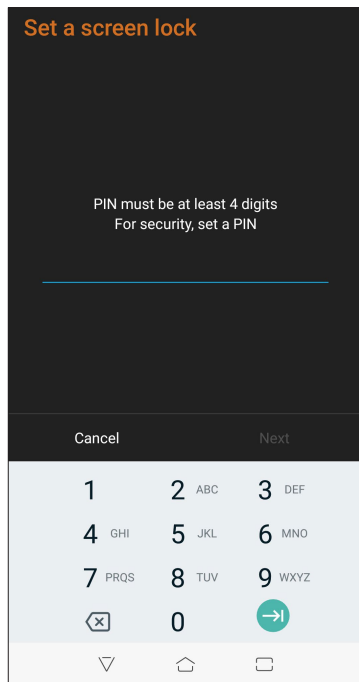 Set a screen lock
PIN must be at least 4 digits
For security, set a PIN
Cancel Next
1 2 ABC 3 DEF
4 GHI 5 JKL 6 MNO
7 PRQS 8 TUV 9 WXYZ
0